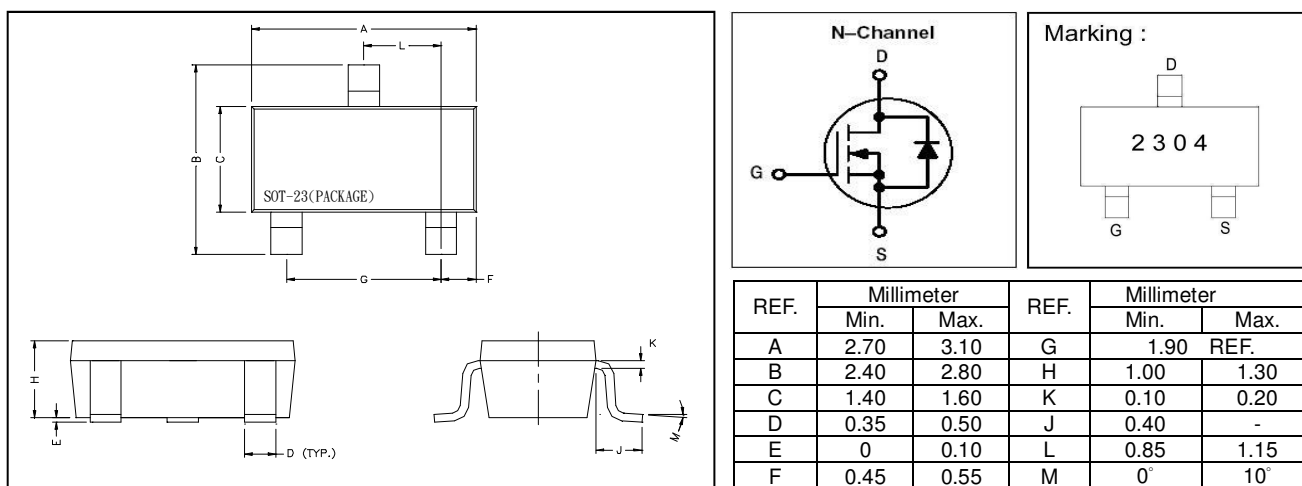 A
L
B
C
SOT-23(PACKAGE)
G
F
H
E
D (TYP.)
K
J
M
N–Channel
D
G
S
Marking :
D
2304
G
S
REF. Millimeter REF. Millimeter
Min. Max. Min. Max.
A 2.70 3.10 G 1.90 REF.
B 2.40 2.80 H 1.00 1.30
C 1.40 1.60 K 0.10 0.20
D 0.35 0.50 J 0.40 -
E 0 0.10 L 0.85 1.15
F 0.45 0.55 M 0° 10°